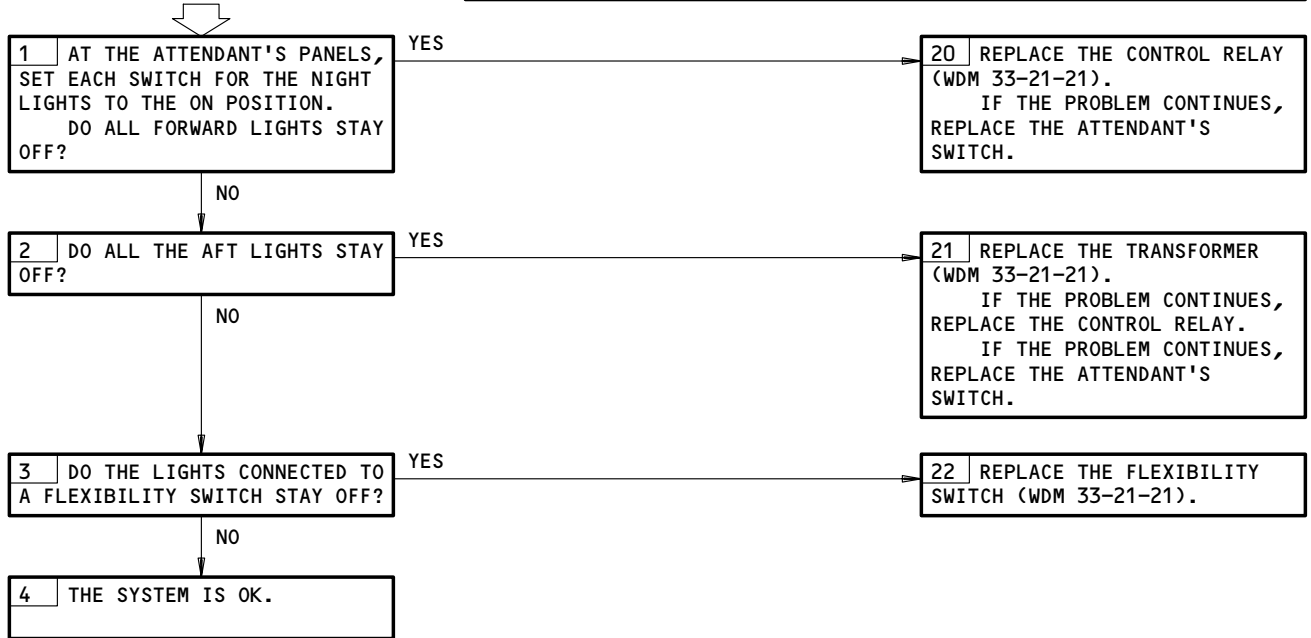 1 AT THE ATTENDANT'S PANELS,
SET EACH SWITCH FOR THE NIGHT
LIGHTS TO THE ON POSITION.
DO ALL FORWARD LIGHTS STAY
OFF?
YES
20 REPLACE THE CONTROL RELAY
(WDM 33-21-21).
IF THE PROBLEM CONTINUES,
REPLACE THE ATTENDANT'S
SWITCH.
NO
2 DO ALL THE AFT LIGHTS STAY
OFF?
YES
21 REPLACE THE TRANSFORMER
(WDM 33-21-21).
IF THE PROBLEM CONTINUES,
REPLACE THE CONTROL RELAY.
IF THE PROBLEM CONTINUES,
REPLACE THE ATTENDANT'S
SWITCH.
NO
3 DO THE LIGHTS CONNECTED TO
A FLEXIBILITY SWITCH STAY OFF?
YES
22 REPLACE THE FLEXIBILITY
SWITCH (WDM 33-21-21).
NO
4 THE SYSTEM IS OK.